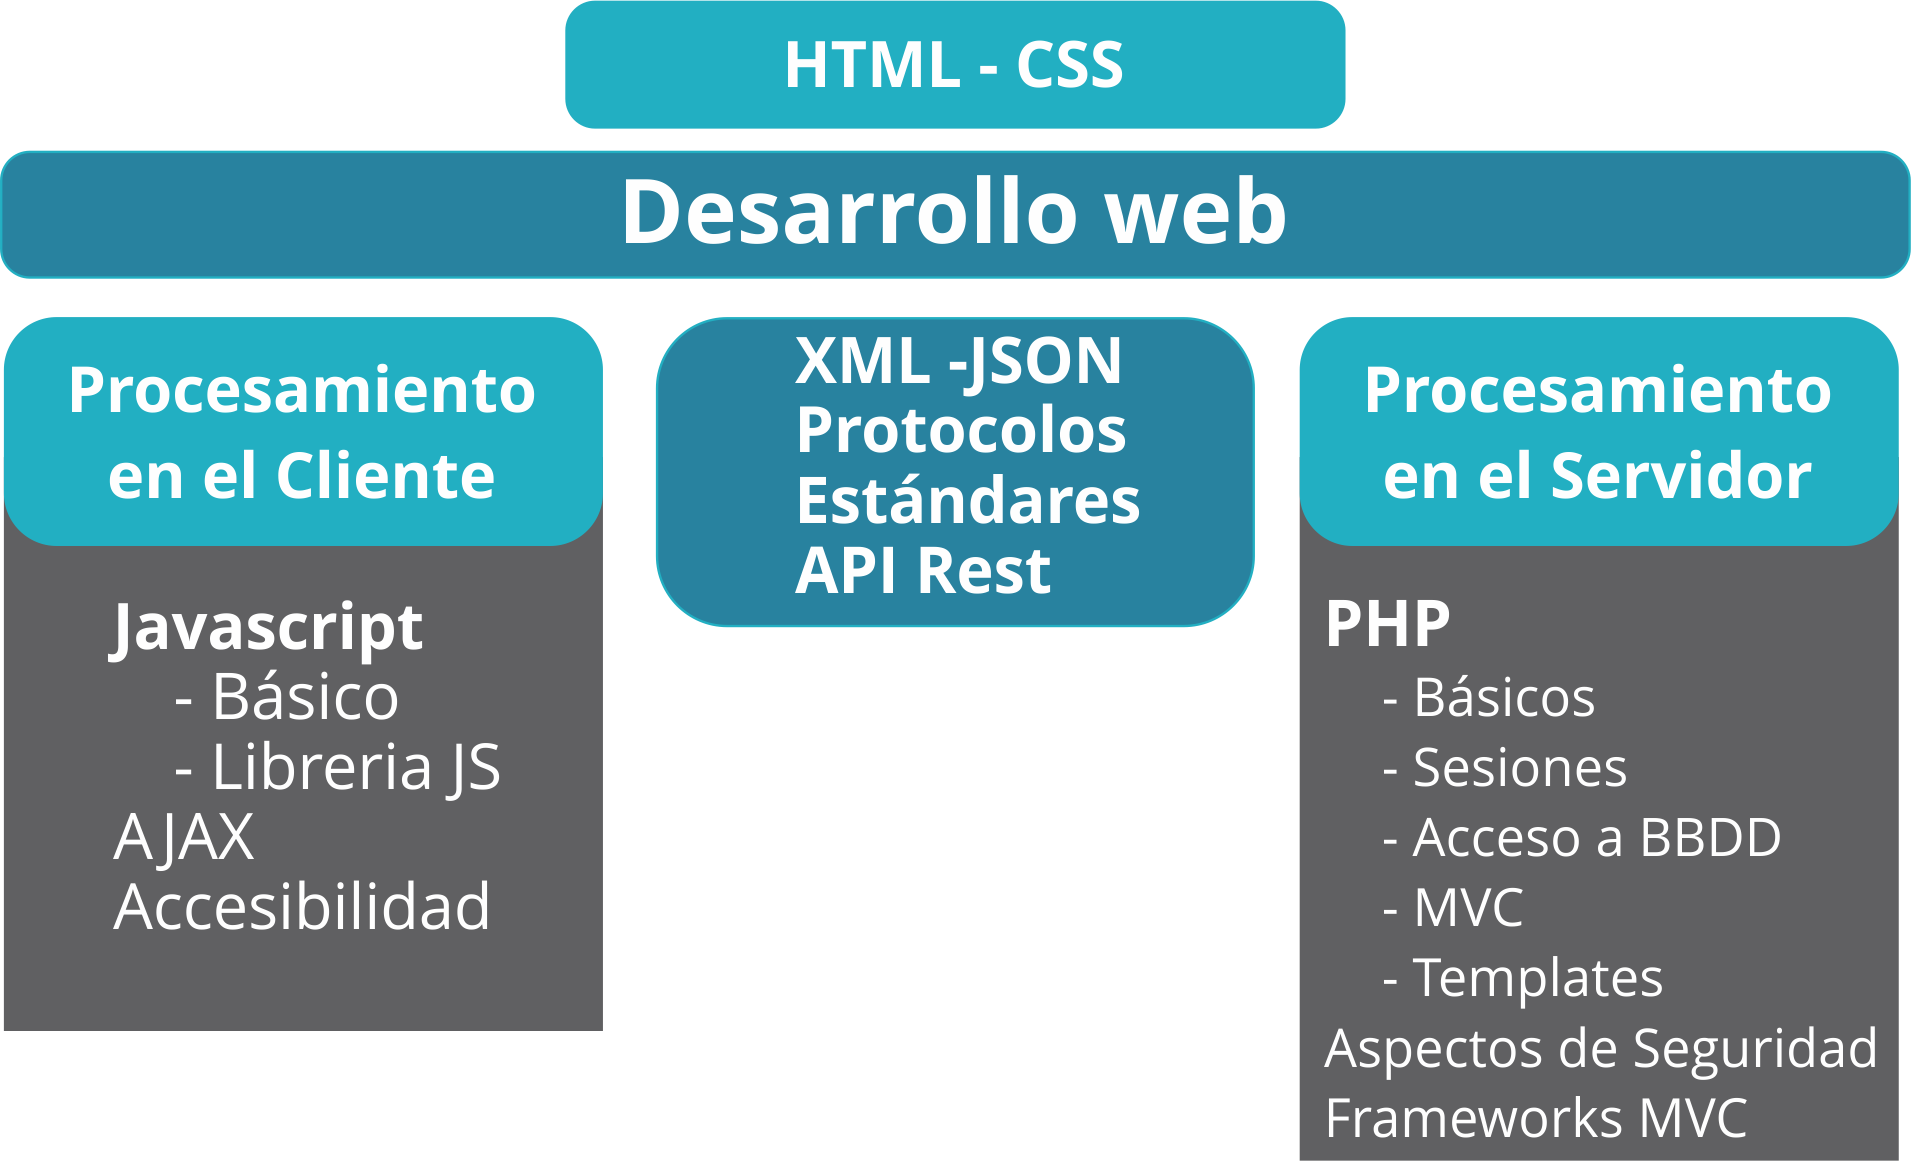 HTML - CSS
Desarrollo web
Procesamiento
en el Cliente
Javascript
- Básico
- Libreria JS
AJAX
Accesibilidad
XML -JSON
Protocolos
Estándares
API Rest
Procesamiento
en el Servidor
PHP
- Básicos
- Sesiones
- Acceso a BBDD
- MVC
- Templates
Aspectos de Seguridad
Frameworks MVC